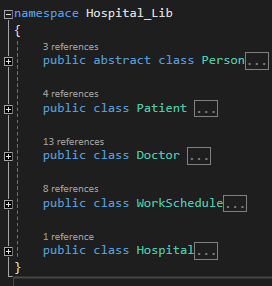 namespace Hospital_Lib
{
3 references
public abstract class Person...
4 references
public class Patient ...
13 references
public class Doctor ...
8 references
public class WorkSchedule...
1 reference
public class Hospital...
}